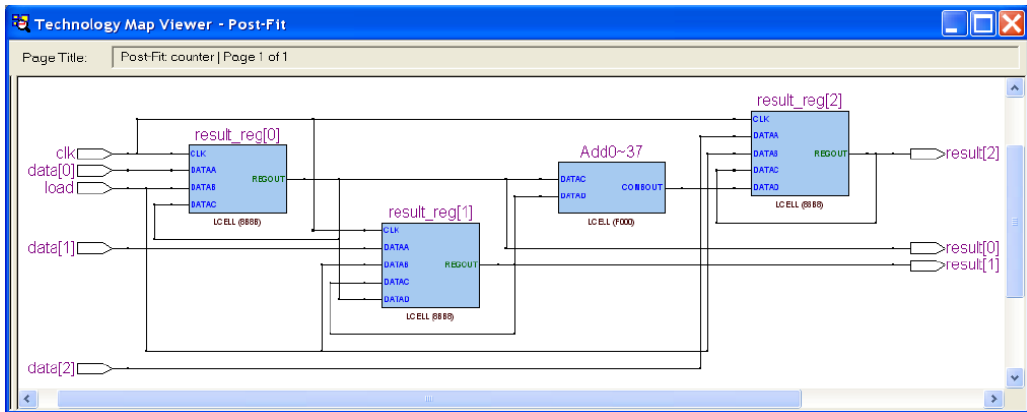 Technology Map Viewer - Post-Fit
Page Title: Post-Fit: counter | Page 1 of 1
result_reg[2]
CLK
DATAA
DATAB
DATAC
DATAD
REGOUT
LCELL (8BB8)
result[2]
result_reg[0]
clk
data[0]
load
CLK
DATAA
DATAB
DATAC
REGOUT
LCELL (8B8B)
Add0~37
DATAC
DATAD
COMBOUT
LCELL (F000)
result_reg[1]
CLK
DATAA
DATAB
DATAC
DATAD
REGOUT
LCELL (8BB8)
data[1]
result[0]
result[1]
data[2]